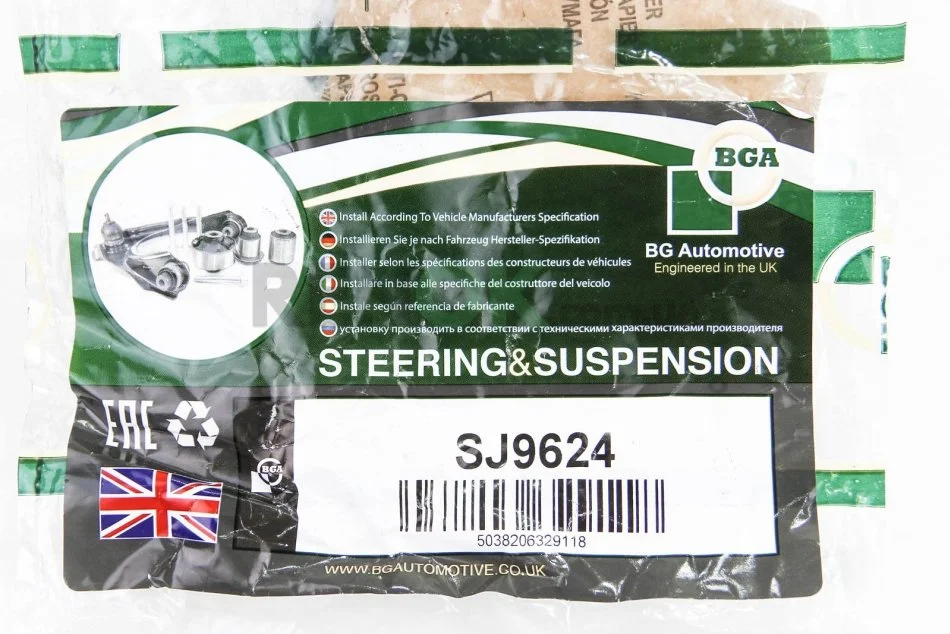 BGA
BG Automotive
Engineered in the UK
Install According To Vehicle Manufacturers Specification
Installieren Sie je nach Fahrzeug Hersteller-Spezifikation
Installer selon les spécifications des constructeurs de véhicules
Installare in base alle specifiche del costruttore del veicolo
Instale según referencia de fabricante
установку производить в соответствии с техническими характеристиками производителя
STEERING&SUSPENSION
EAC
BGA
SJ9624
5038206329118
WWW.BGAUTOMOTIVE.CO.UK